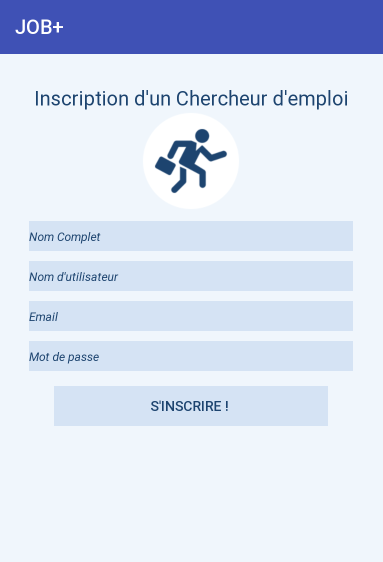 JOB+
Inscription d'un Chercheur d'emploi
Nom Complet
Nom d'utilisateur
Email
Mot de passe
S'INSCRIRE !